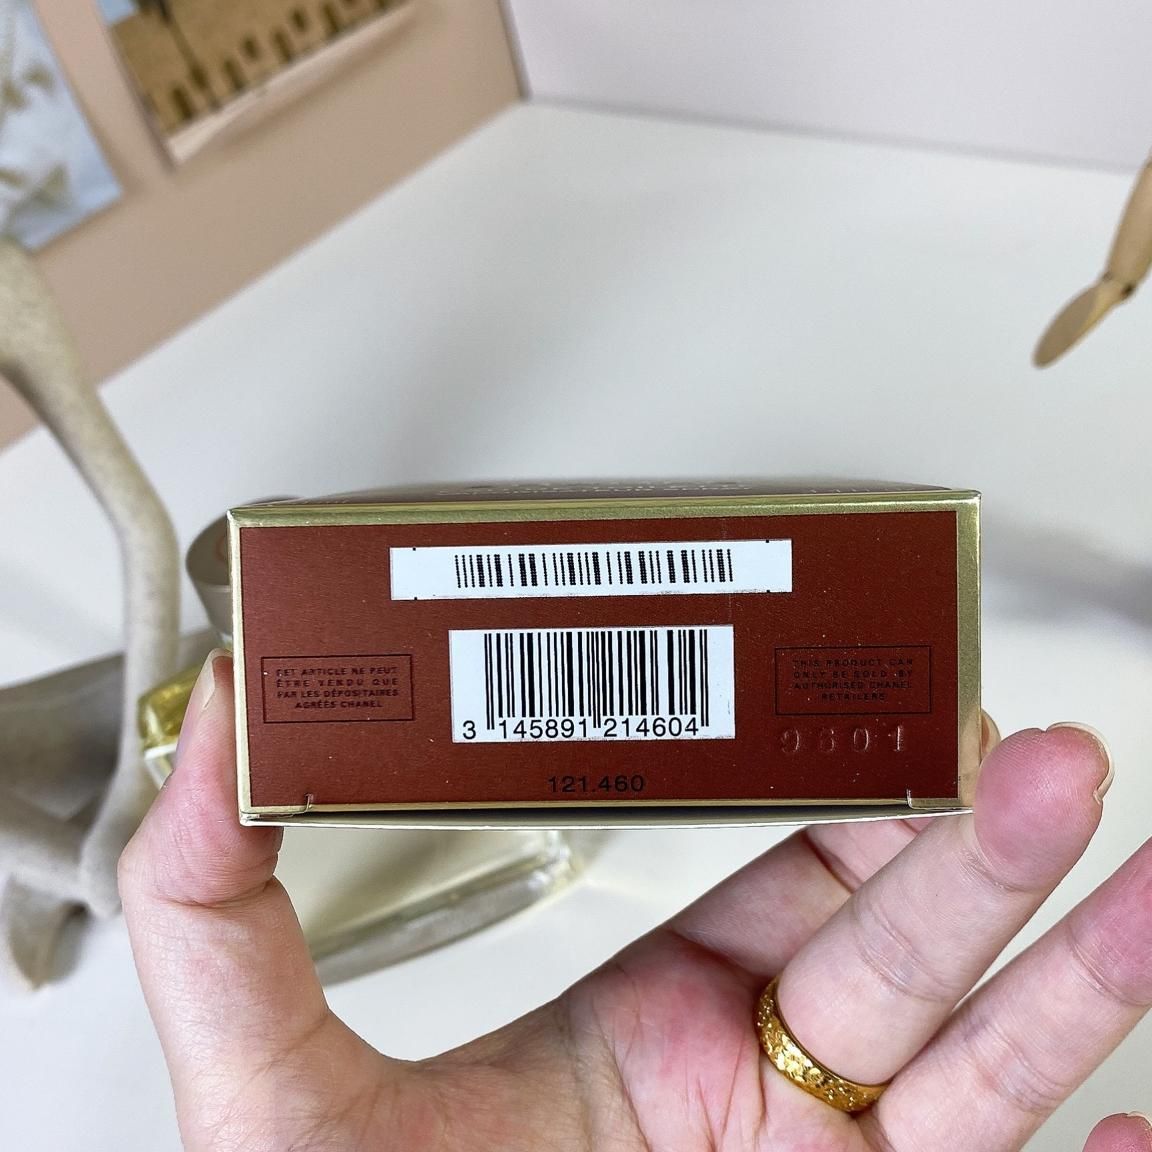 CET ARTICLE NE PEUT
ÊTRE VENDU QUE
PAR LES DÉPOSITAIRES
AGRÉÉS CHANEL
3 145891 214604
121.460
THIS PRODUCT CAN
ONLY BE SOLD BY
AUTHORISED CHANEL
RETAILERS
9601